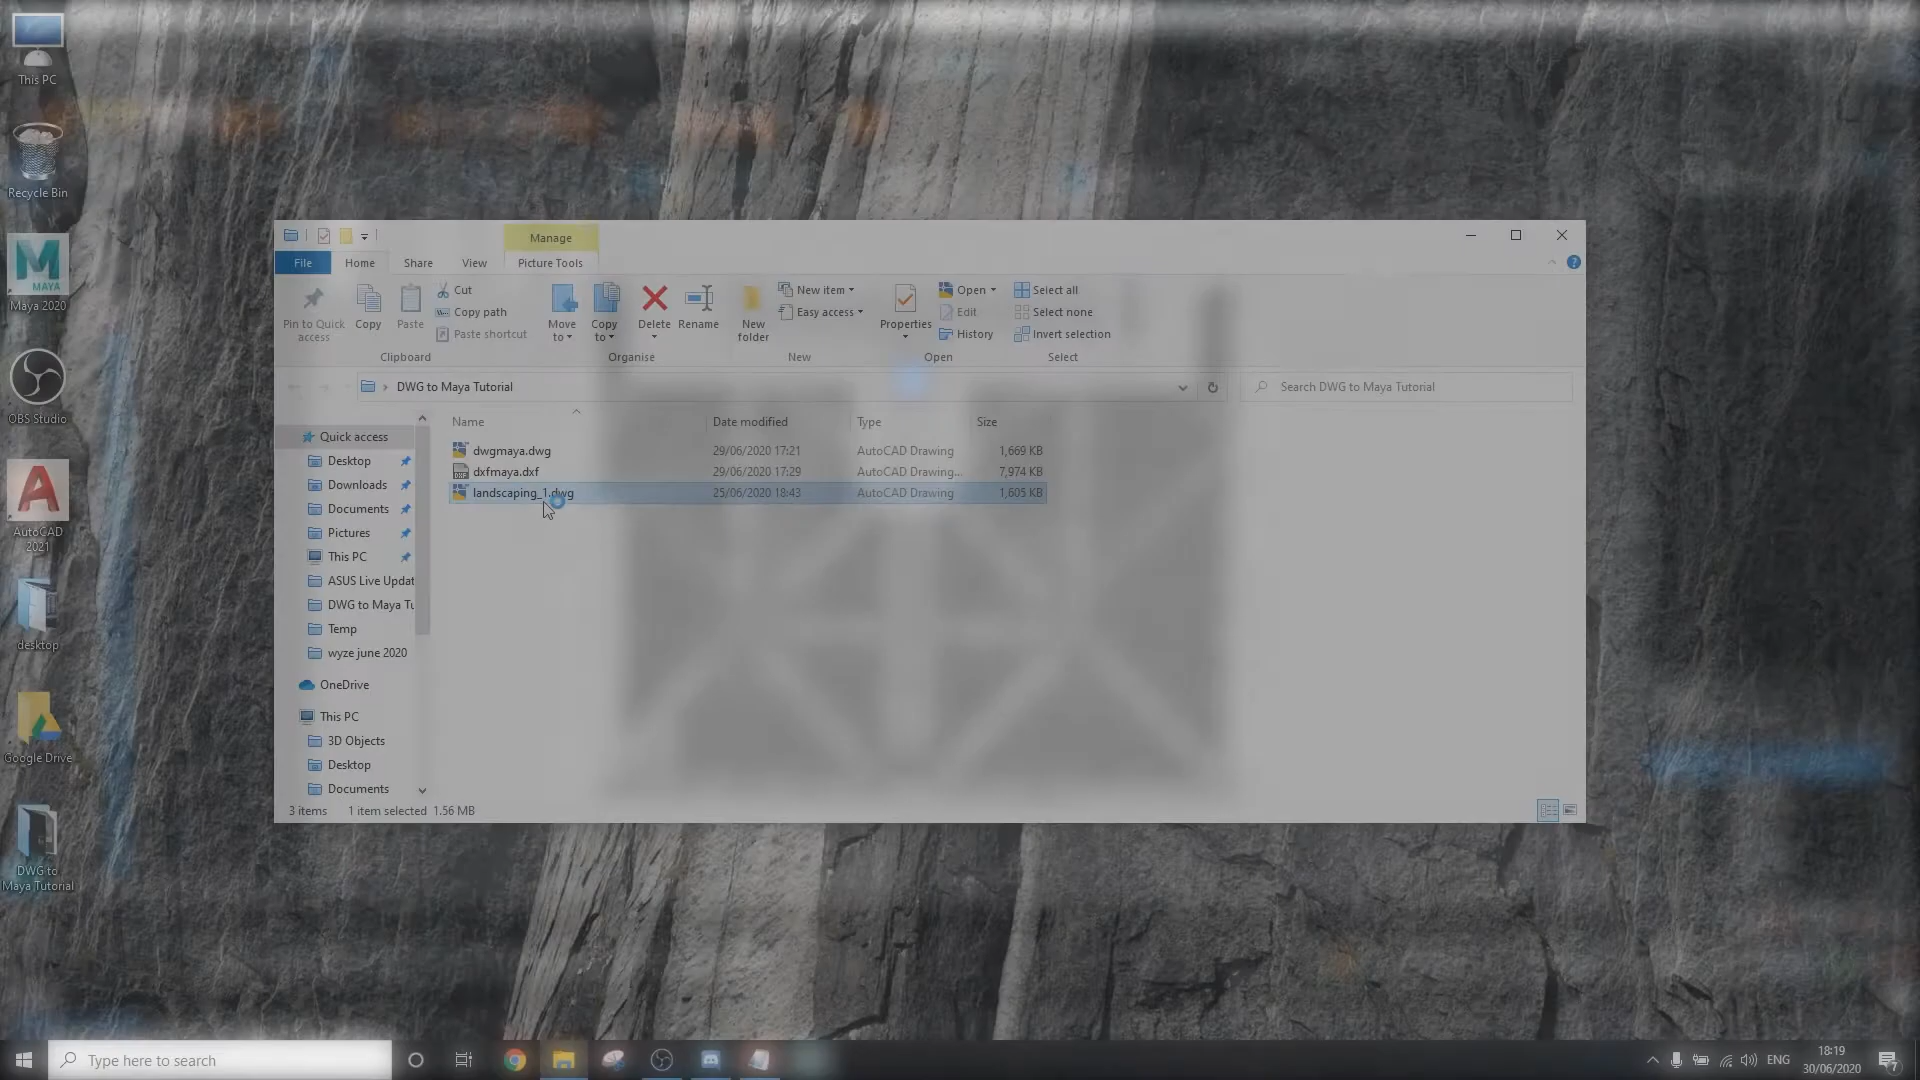 This PC
Recycle Bin
MAYA
Maya 2020
OBS Studio
AutoCAD
2021
desktop
Google Drive
DWG to
Maya Tutorial
Manage
File
Home
Share
View
Picture Tools
Pin to Quick
access
Copy
Paste
Cut
Copy path
Paste shortcut
Move
to
Copy
to
Delete
Rename
New
folder
New item
Easy access
Properties
Open
Edit
History
Select all
Select none
Invert selection
Clipboard
Organise
New
Open
Select
DWG to Maya Tutorial
Search DWG to Maya Tutorial
Name
Date modified
Type
Size
dwgmaya.dwg 29/06/2020 17:21 AutoCAD Drawing 1,669 KB
dxfmaya.dxf 29/06/2020 17:29 AutoCAD Drawing... 7,974 KB
landscaping_1.dwg 25/06/2020 18:43 AutoCAD Drawing 1,605 KB
Quick access
Desktop
Downloads
Documents
Pictures
This PC
ASUS Live Updat
DWG to Maya Tu
Temp
wyze june 2020
OneDrive
This PC
3D Objects
Desktop
Documents
3 items 1 item selected 1.56 MB
Type here to search
ENG
18:19
30/06/2020
7